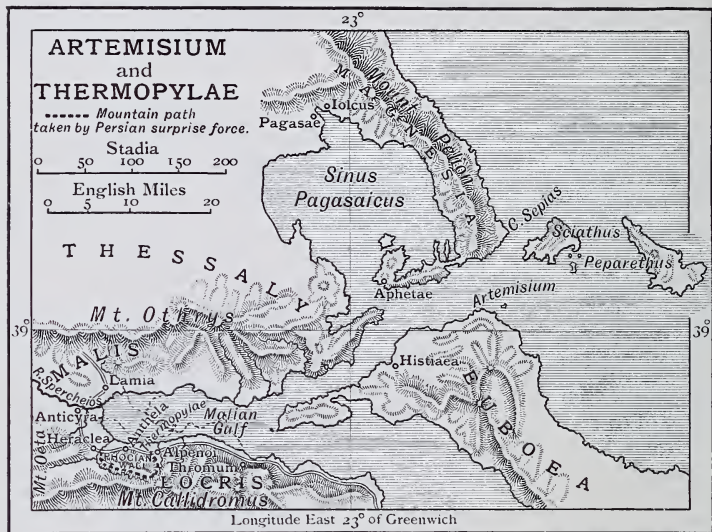 23°
ARTEMISIUM
and
THERMOPYLAE
Mountain path
taken by Persian surprise force.
Stadia
0 50 100 150 200
English Miles
0 5 10 20
Mount Pelion
MAGNESIA
Iolcus
Pagasae
Sinus
Pagasaicus
C. Sepias
Sciathus
Peparethus
THESSALY
Aphetae
Artemisium
Mt. Othrys
39°
39°
MALIS
Histiaea
R. Spercheios
Lamia
EUBOEA
Anticyra
Anthela
Thermopylae
Malian
Gulf
Heraclea
Alpenoi
PHOCIAN
WALL
Thronium
Mt. Oeta
LOCRIS
Mt. Callidromus
Longitude East 23° of Greenwich